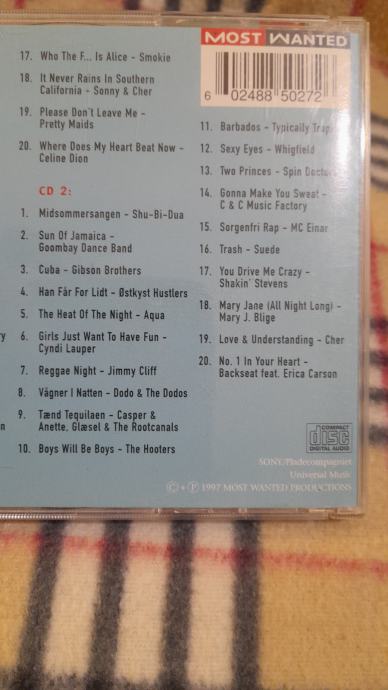 17. Who The F... Is Alice - Smokie
18. It Never Rains In Southern
California - Sonny & Cher
19. Please Don't Leave Me -
Pretty Maids
20. Where Does My Heart Beat Now -
Celine Dion
CD 2:
1. Midsommersangen - Shu-Bi-Dua
2. Sun Of Jamaica -
Goombay Dance Band
3. Cuba - Gibson Brothers
4. Han Får For Lidt - Østkyst Hustlers
5. The Heat Of The Night - Aqua
6. Girls Just Want To Have Fun -
Cyndi Lauper
7. Reggae Night - Jimmy Cliff
8. Vågner I Natten - Dodo & The Dodos
9. Tænd Tequilaen - Casper &
Anette, Glæsel & The Rootcanals
10. Boys Will Be Boys - The Hooters
MOST WANTED
6 02488 50272
11. Barbados - Typically
12. Sexy Eyes - Whigfield
13. Two Princes - Spin
14. Gonna Make You Sweat -
C & C Music Factory
15. Sorgenfri Rap - MC Einar
16. Trash - Suede
17. You Drive Me Crazy -
Shakin' Stevens
18. Mary Jane (All Night Long) -
Mary J. Blige
19. Love & Understanding - Cher
20. No. 1 In Your Heart -
Backseat feat. Erica Carson
COMPACT
disc
DIGITAL AUDIO
SONY/Pladecompagniet
Universal Musik
© + ℗ 1997 MOST WANTED PRODUCTIONS